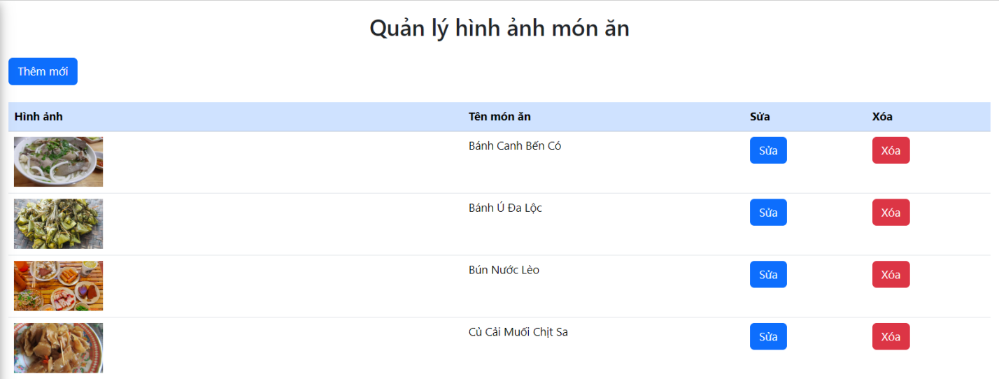 Quản lý hình ảnh món ăn
Thêm mới
Hình ảnh Tên món ăn Sửa Xóa
Bánh Canh Bến Có Sửa Xóa
Bánh Ú Đa Lộc Sửa Xóa
Bún Nước Lèo Sửa Xóa
Củ Cải Muối Chịt Sa Sửa Xóa